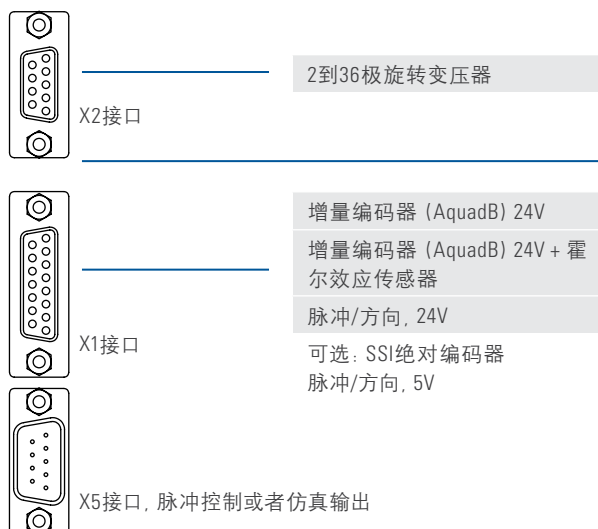 2到36极旋转变压器
X2接口
增量编码器 (AquadB) 24V
增量编码器 (AquadB) 24V + 霍
尔效应传感器
脉冲/方向, 24V
X1接口
可选: SSI绝对编码器
脉冲/方向, 5V
X5接口, 脉冲控制或者仿真输出